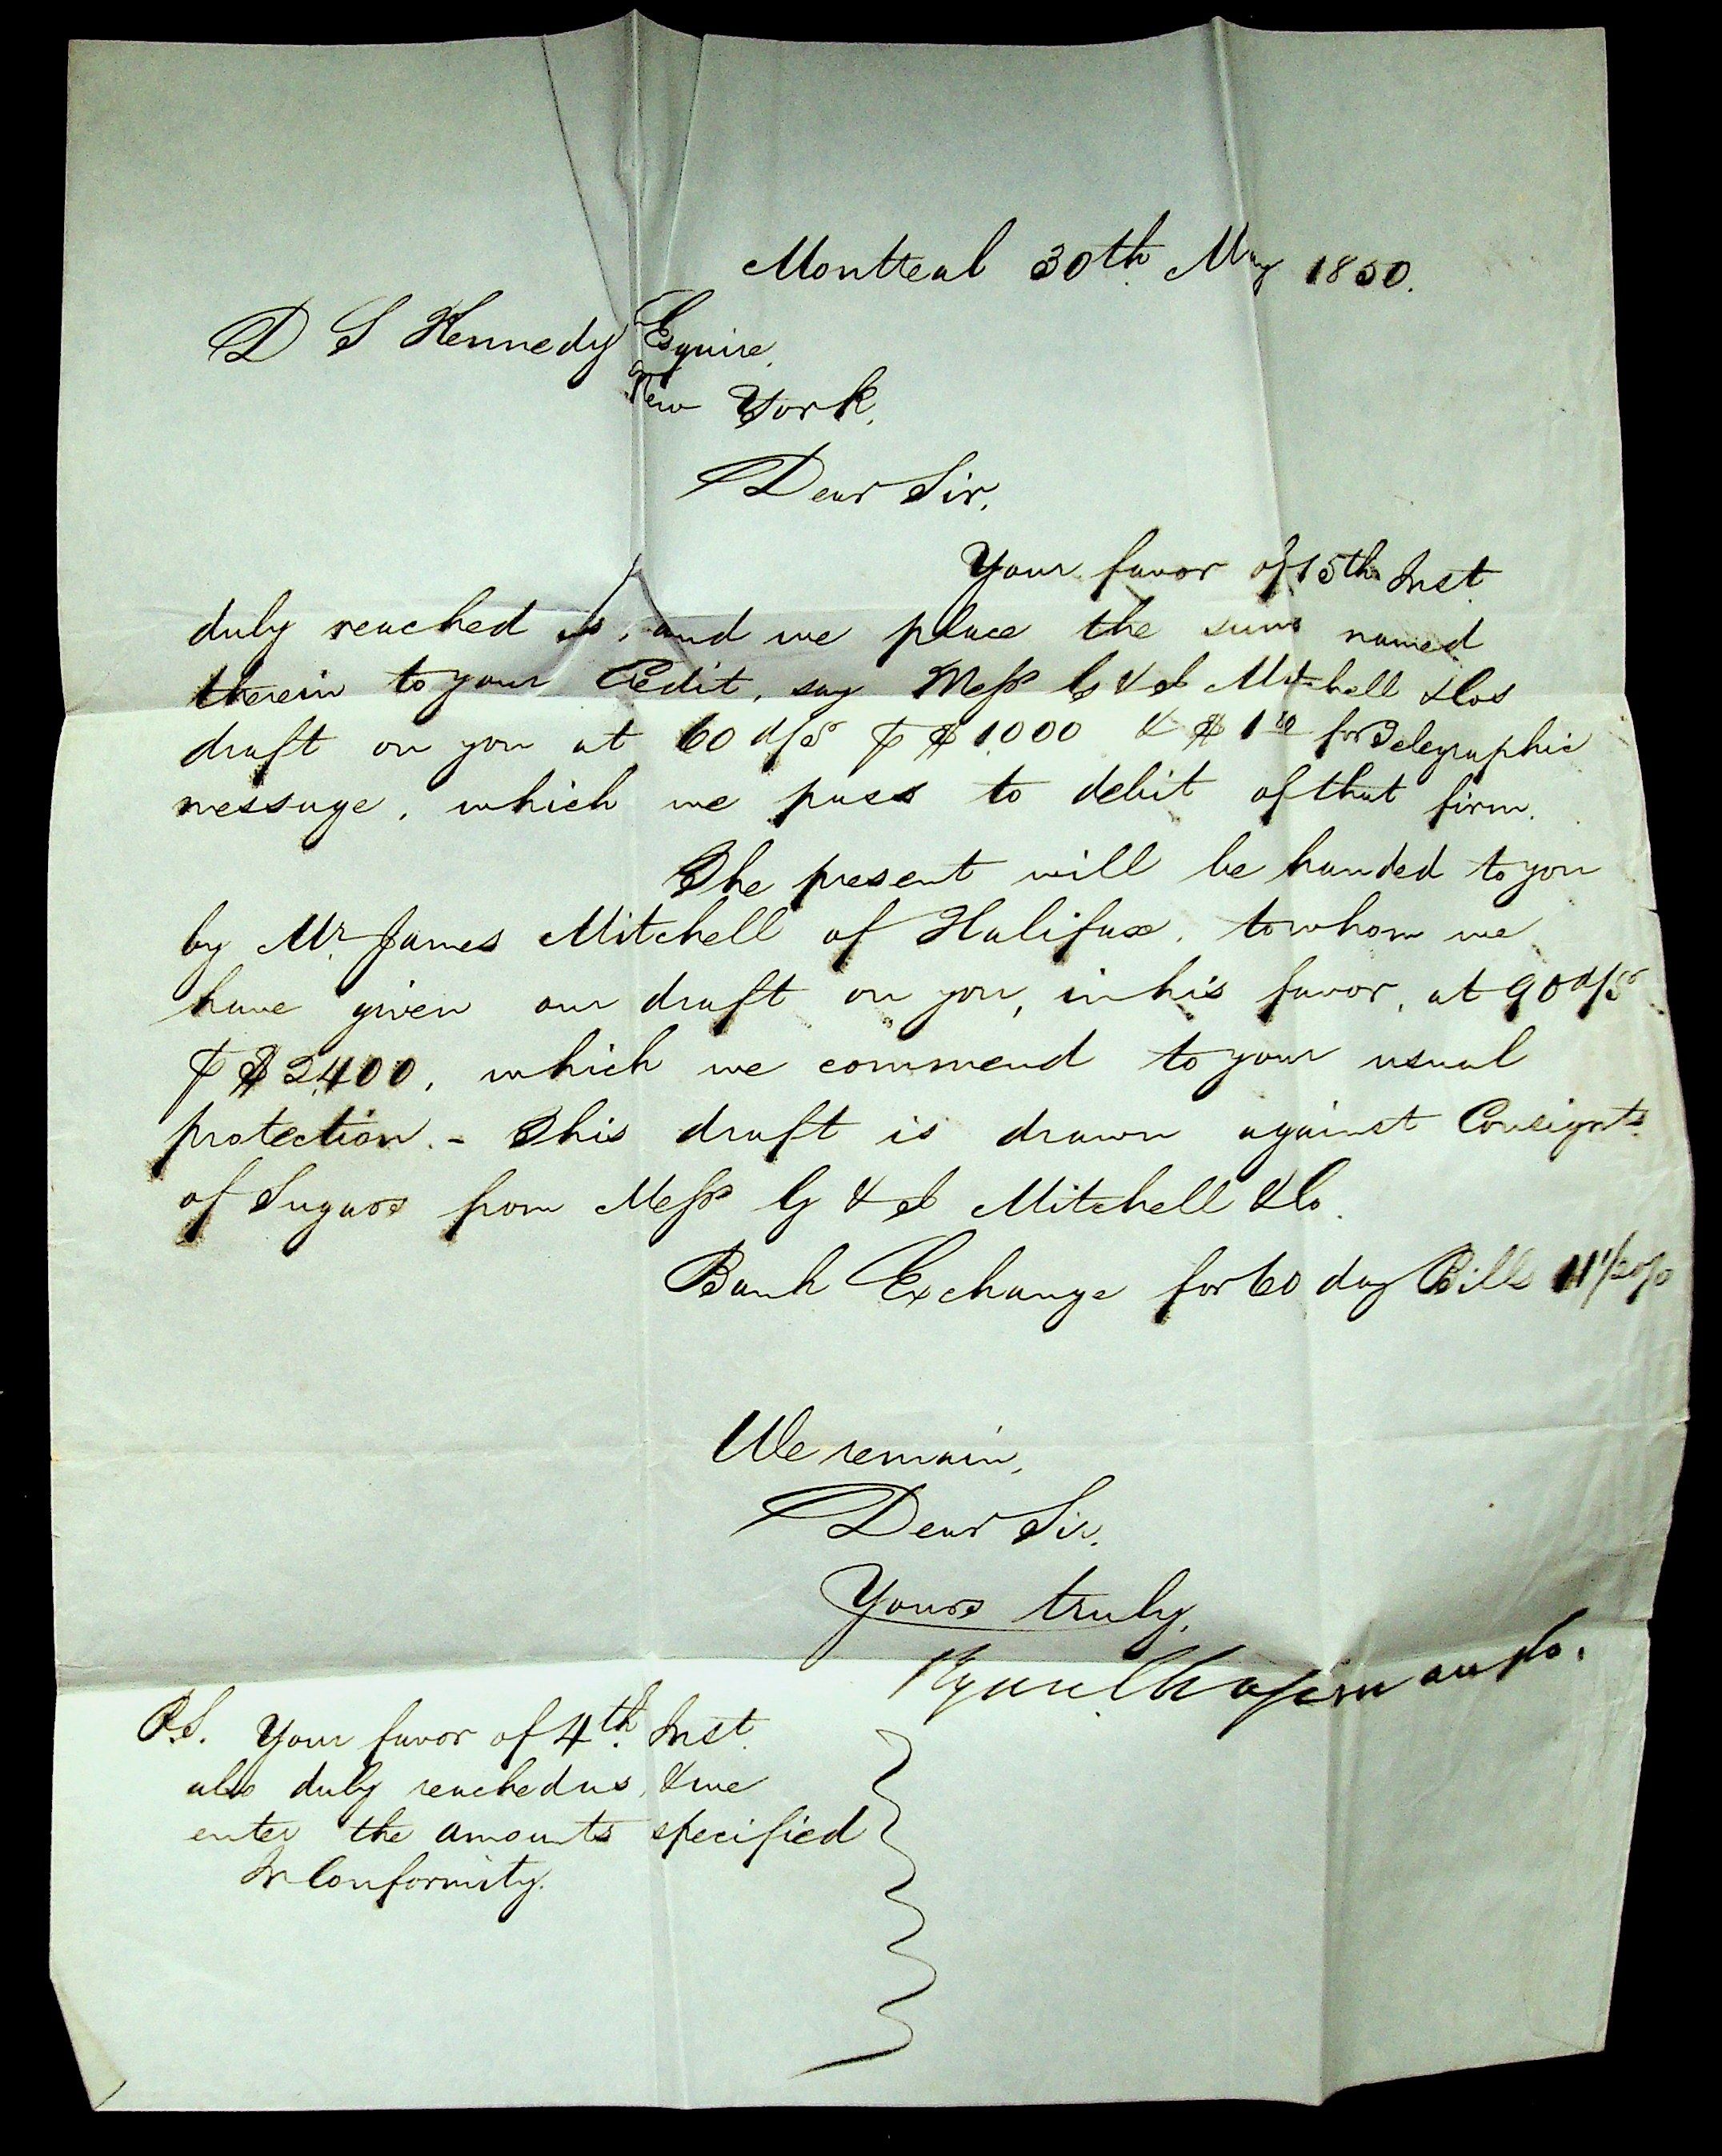 Montreal 30th May 1850.
D S Kennedy Esquire,
New York,
Dear Sir,
Your favor of 15th Inst.
duly reached us, and we place the sums named
therein to your Credit, say Messrs G & J Mitchell & Cos
draft on you at 60 d/s $1000 & $1 for Telegraphic
message, which we pass to debit of that firm.
The present will be handed to you
by Mr. James Mitchell of Halifax, to whom we
have given our draft on you, in his favor, at 90 d/s
$2400, which we commend to your usual
protection. - This draft is drawn against Consignts.
of Sugars from Messrs G & J Mitchell & Co.
Bank Exchange for 60 day Bills 11 1/2 %
We remain,
Dear Sir,
Yours truly,
P.S. Your favor of 4th. Inst.
also duly reached us, & we
enter the amounts specified
In Conformity.